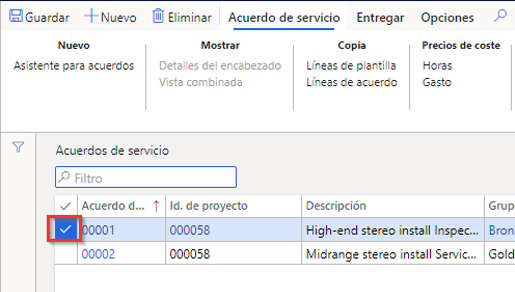 Guardar Nuevo Eliminar Acuerdo de servicio Entregar Opciones
Nuevo Mostrar Copia Precios de coste
Asistente para acuerdos Detalles del encabezado Líneas de plantilla Horas
Vista combinada Líneas de acuerdo Gasto
Acuerdos de servicio
Filtro
Acuerdo d... Id. de proyecto Descripción Grup
00001 000058 High-end stereo install Inspec... Bron
00002 000058 Midrange stereo install Servic... Gold